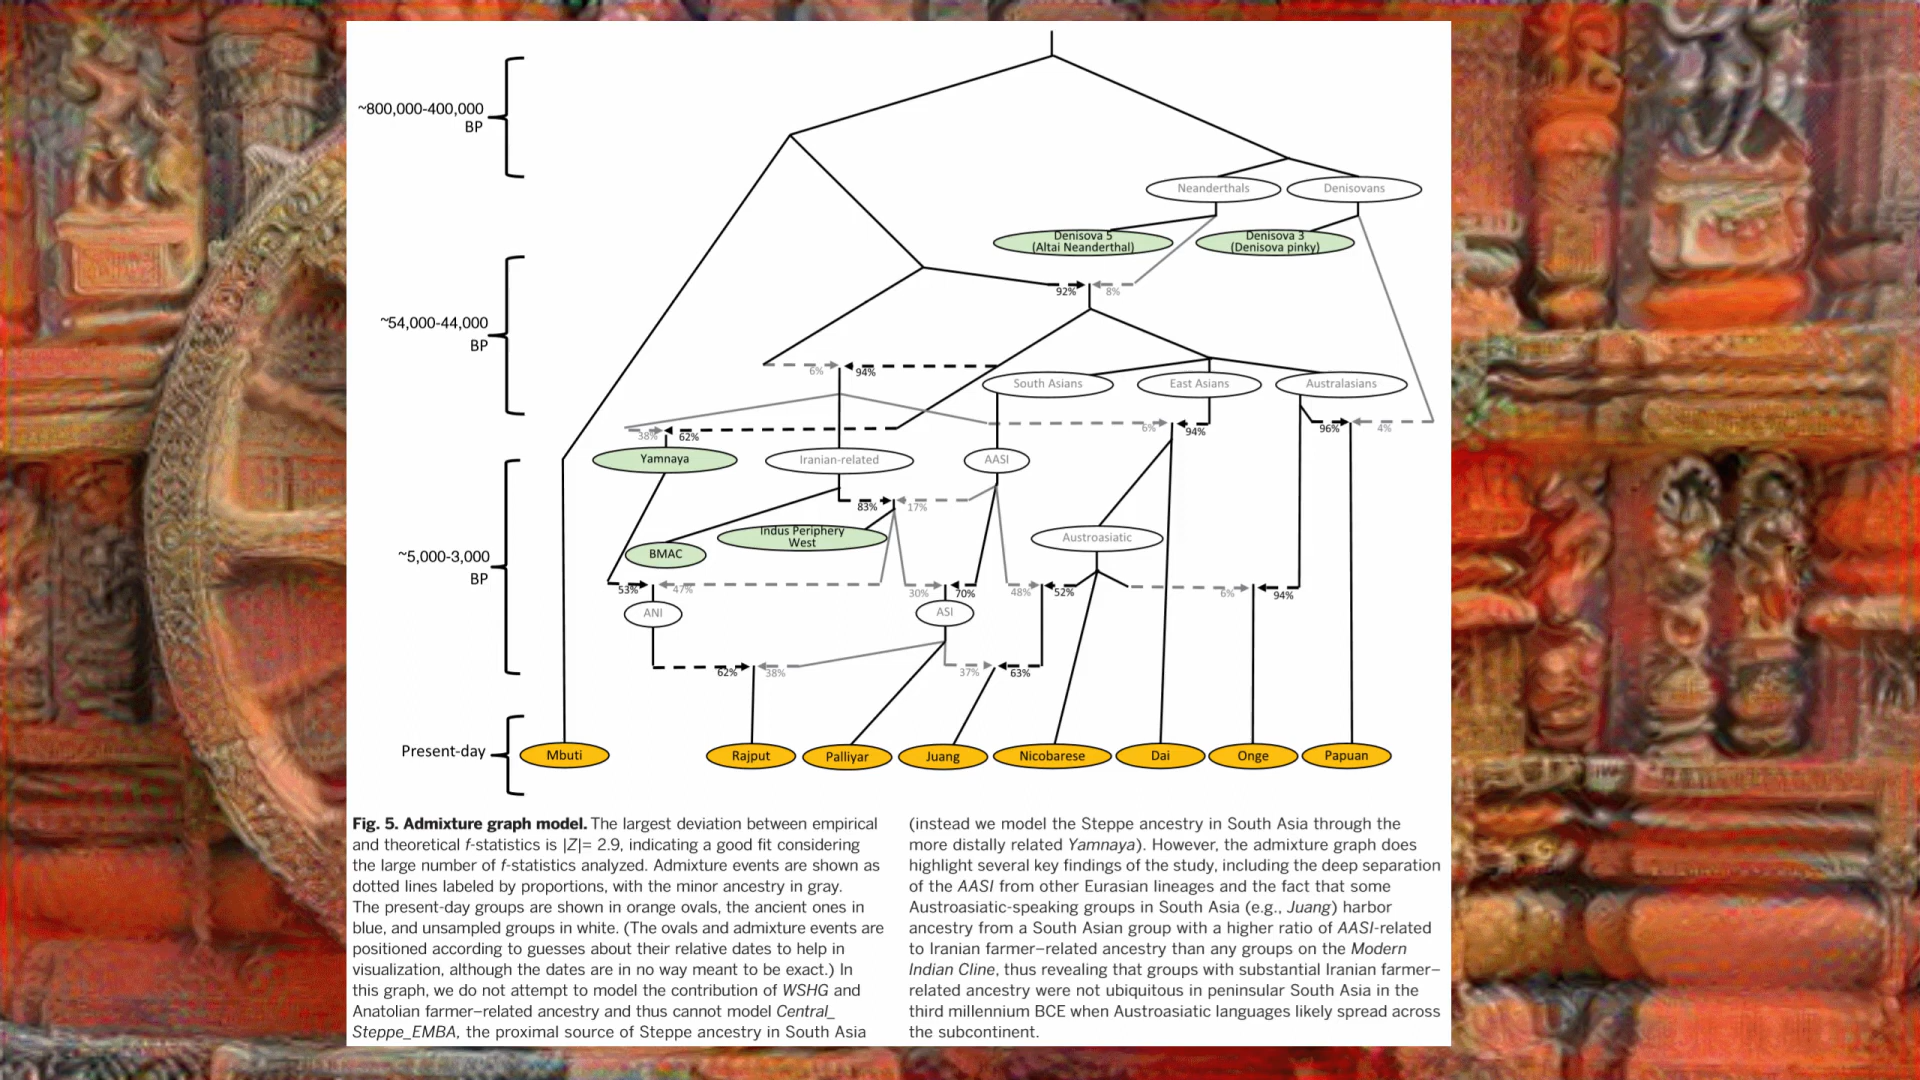 ~800,000-400,000
BP
Neanderthals
Denisovans
Denisova 5
(Altai Neanderthal)
Denisova 3
(Denisova pinky)
92%
8%
~54,000-44,000
BP
6%
94%
South Asians
East Asians
Australasians
38%
62%
6%
94%
96%
4%
Yamnaya
Iranian-related
AASI
83%
17%
Indus Periphery
West
Austroasiatic
BMAC
~5,000-3,000
BP
53%
47%
30%
70%
48%
52%
6%
94%
ANI
ASI
62%
38%
37%
63%
Present-day
Mbuti
Rajput
Palliyar
Juang
Nicobarese
Dai
Onge
Papuan
Fig. 5. Admixture graph model. The largest deviation between empirical
and theoretical f-statistics is |Z|= 2.9, indicating a good fit considering
the large number of f-statistics analyzed. Admixture events are shown as
dotted lines labeled by proportions, with the minor ancestry in gray.
The present-day groups are shown in orange ovals, the ancient ones in
blue, and unsampled groups in white. (The ovals and admixture events are
positioned according to guesses about their relative dates to help in
visualization, although the dates are in no way meant to be exact.) In
this graph, we do not attempt to model the contribution of WSHG and
Anatolian farmer–related ancestry and thus cannot model Central_
Steppe_EMBA, the proximal source of Steppe ancestry in South Asia
(instead we model the Steppe ancestry in South Asia through the
more distally related Yamnaya). However, the admixture graph does
highlight several key findings of the study, including the deep separation
of the AASI from other Eurasian lineages and the fact that some
Austroasiatic-speaking groups in South Asia (e.g., Juang) harbor
ancestry from a South Asian group with a higher ratio of AASI-related
to Iranian farmer–related ancestry than any groups on the Modern
Indian Cline, thus revealing that groups with substantial Iranian farmer–
related ancestry were not ubiquitous in peninsular South Asia in the
third millennium BCE when Austroasiatic languages likely spread across
the subcontinent.